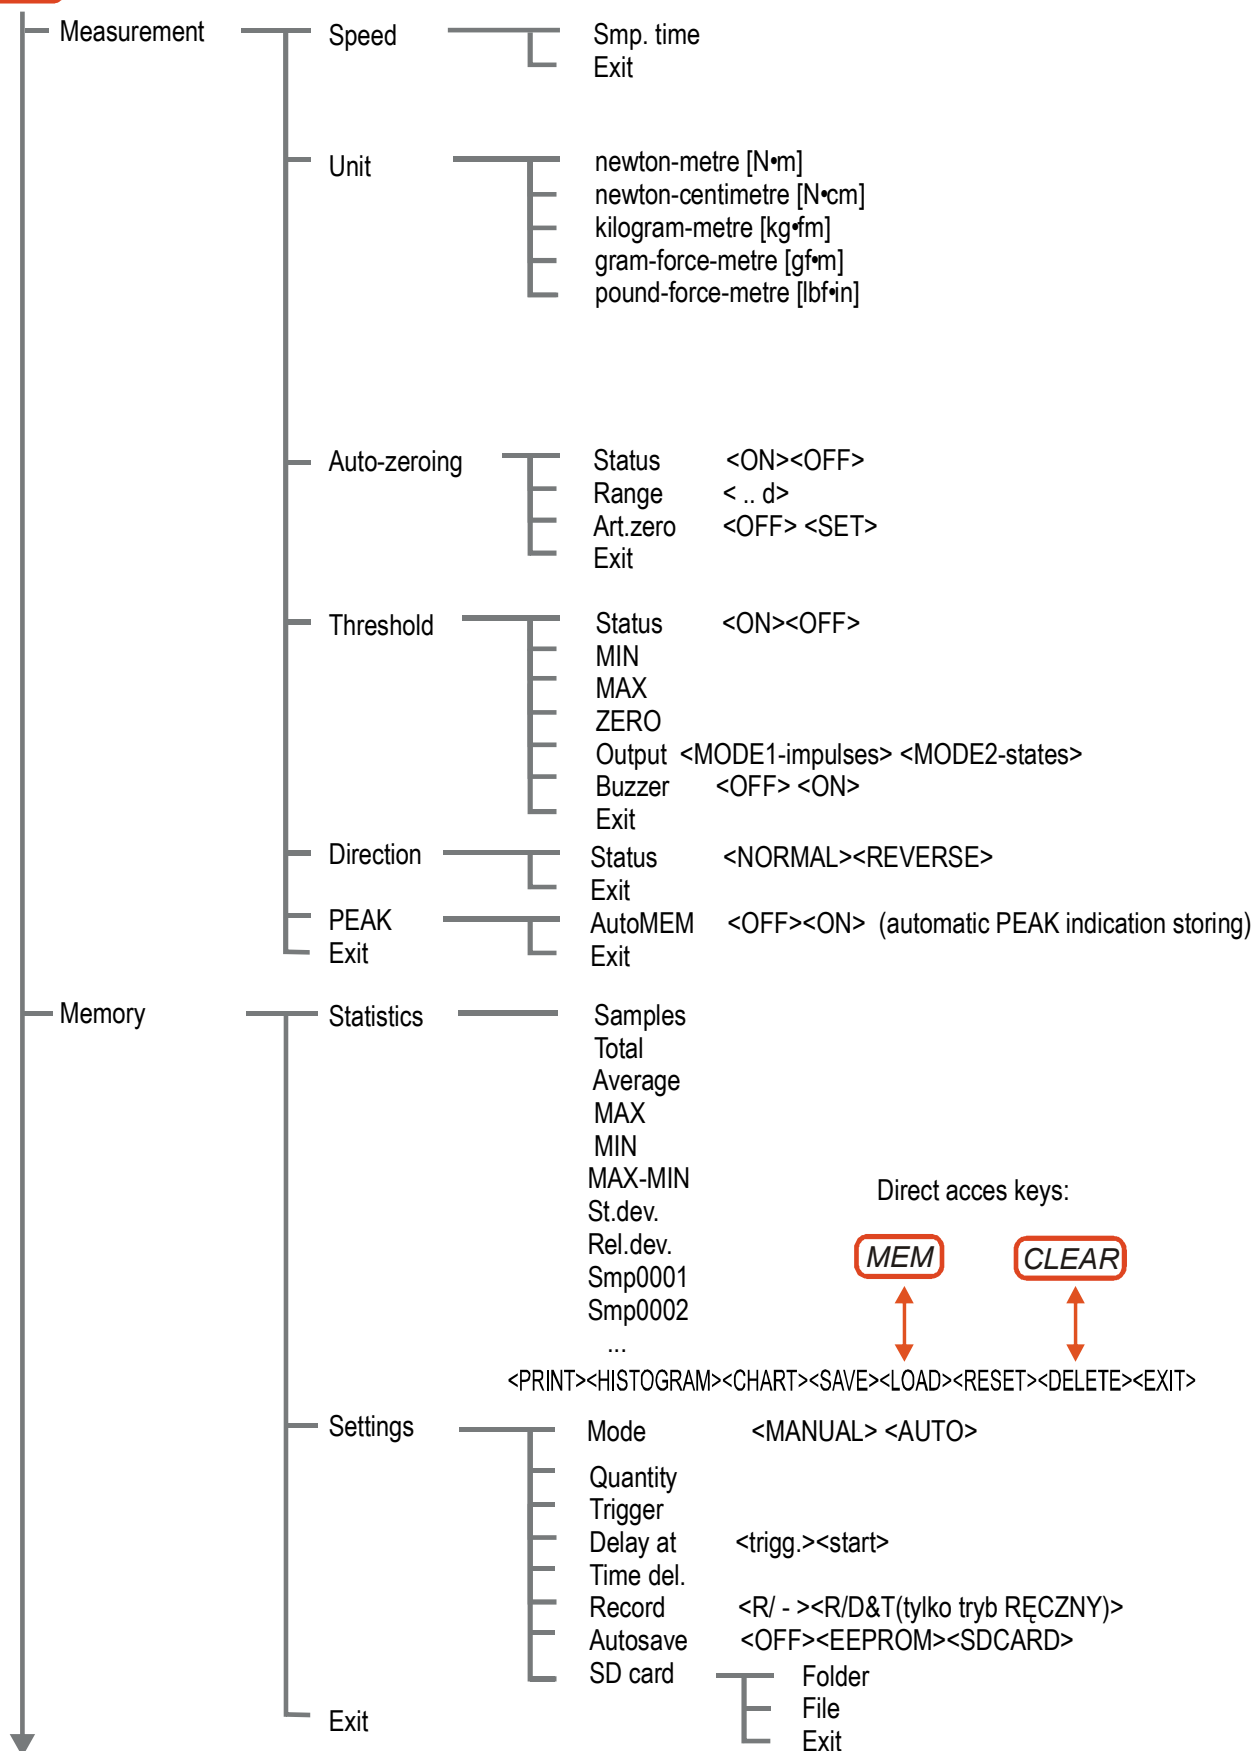 Measurement
Speed
Smp. time
Exit
Unit
newton-metre [N•m]
newton-centimetre [N•cm]
kilogram-metre [kg•fm]
gram-force-metre [gf•m]
pound-force-metre [lbf•in]
Auto-zeroing
Status <ON><OFF>
Range < .. d>
Art.zero <OFF> <SET>
Exit
Threshold
Status <ON><OFF>
MIN
MAX
ZERO
Output <MODE1-impulses> <MODE2-states>
Buzzer <OFF> <ON>
Exit
Direction
Status <NORMAL><REVERSE>
Exit
PEAK
AutoMEM <OFF><ON> (automatic PEAK indication storing)
Exit
Exit
Memory
Statistics
Samples
Total
Average
MAX
MIN
MAX-MIN
St.dev.
Rel.dev.
Smp0001
Smp0002
...
Direct acces keys:
MEM
CLEAR
<PRINT><HISTOGRAM><CHART><SAVE><LOAD><RESET><DELETE><EXIT>
Settings
Mode <MANUAL> <AUTO>
Quantity
Trigger
Delay at <trigg.><start>
Time del.
Record <R/ - ><R/D&T(tylko tryb RĘCZNY)>
Autosave <OFF><EEPROM><SDCARD>
SD card
Folder
File
Exit
Exit